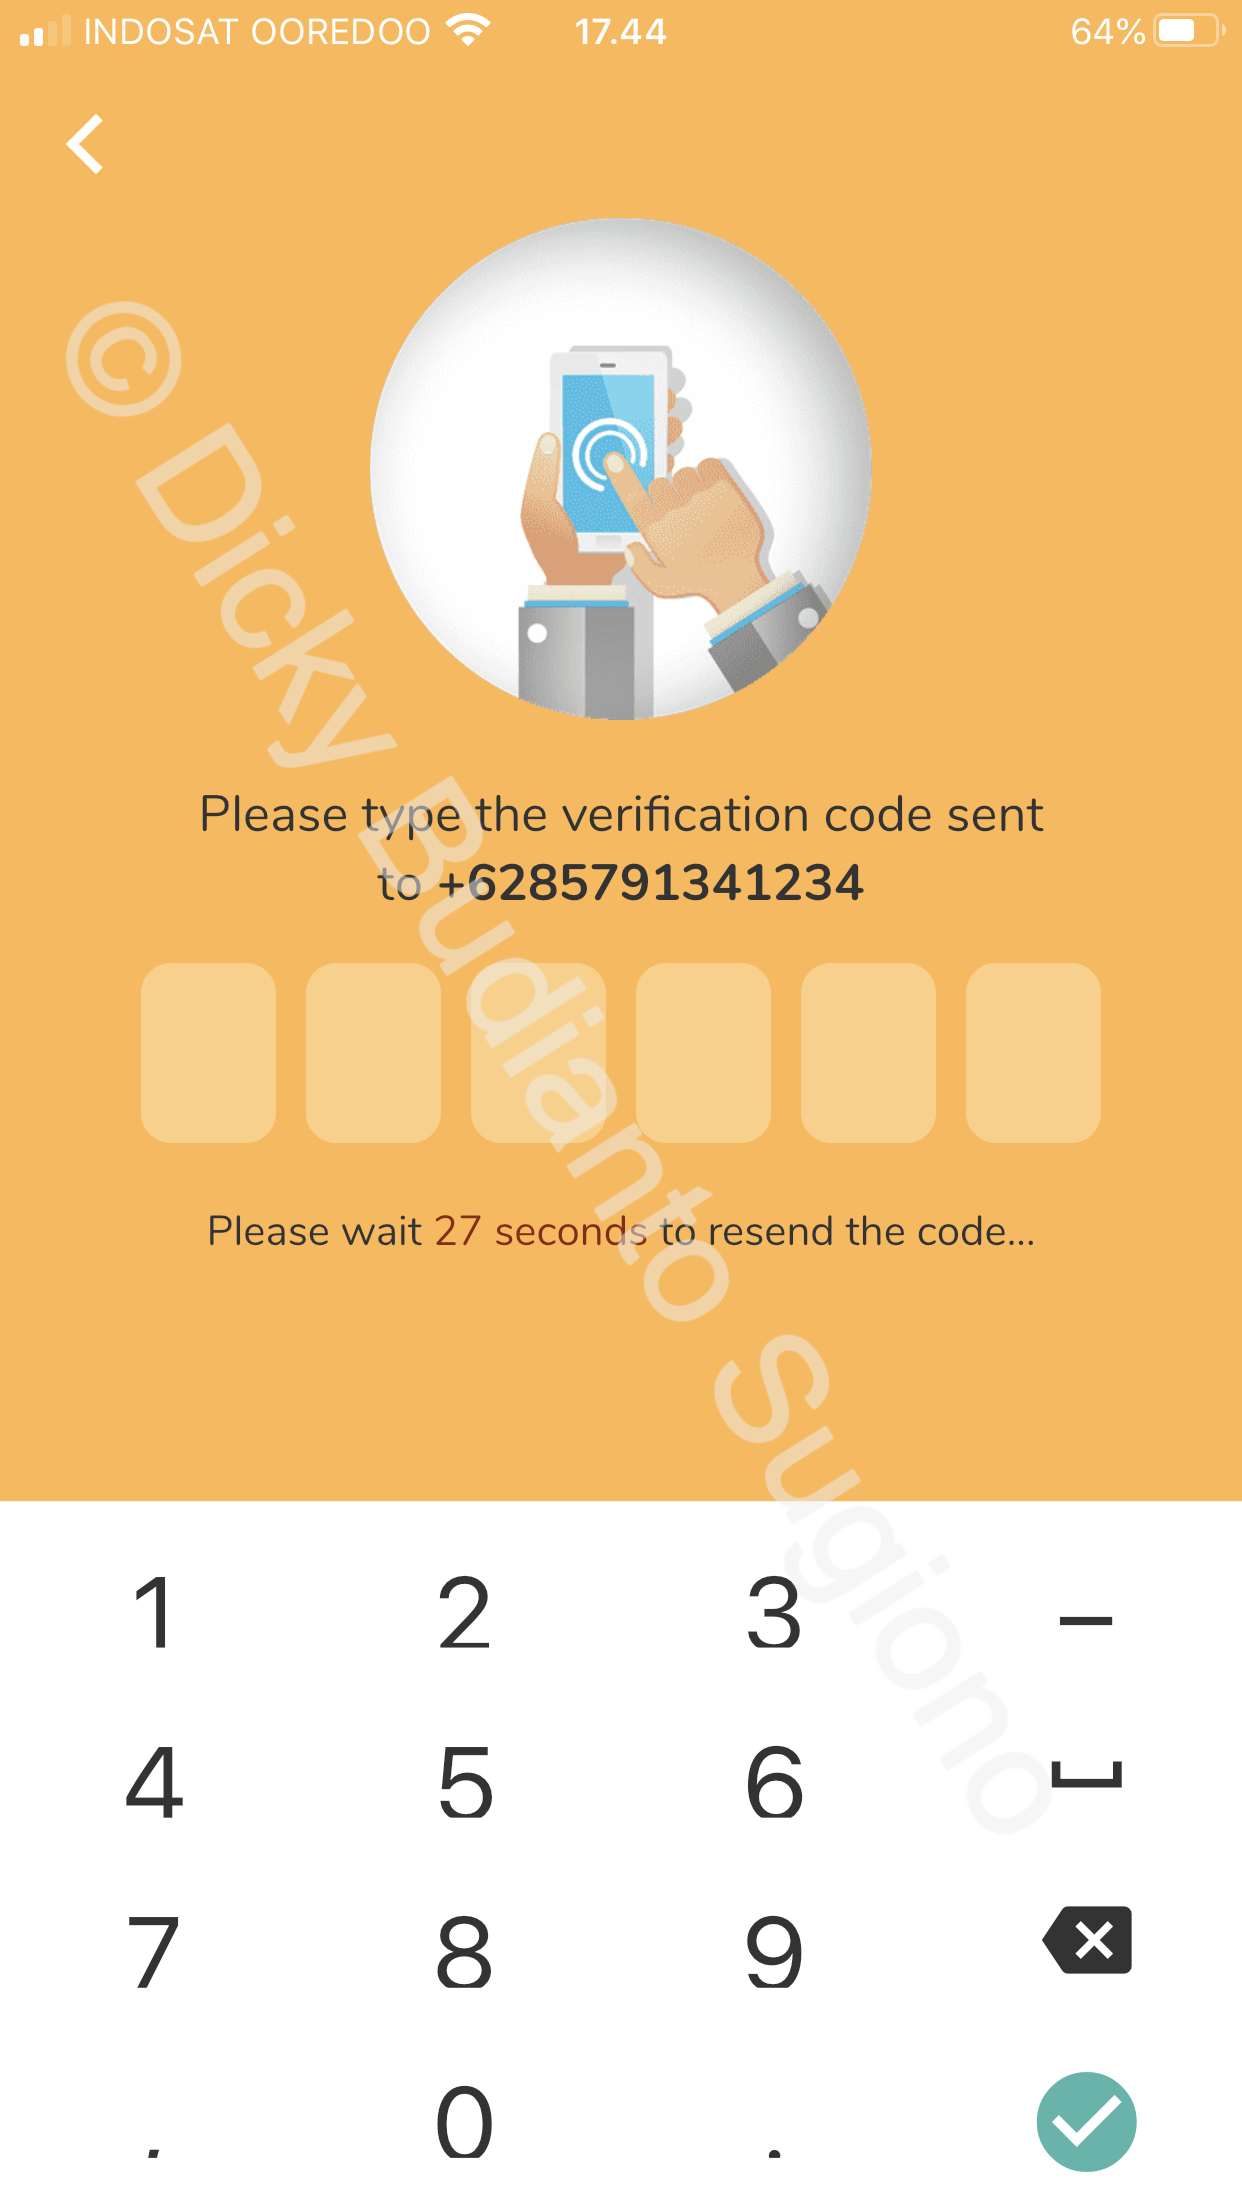 INDOSAT OOREDOO 17.44 64%
© Dicky Budianto Sugiono
Please type the verification code sent
to +6285791341234
Please wait 27 seconds to resend the code...
1 2 3 –
4 5 6
7 8 9
, 0 .